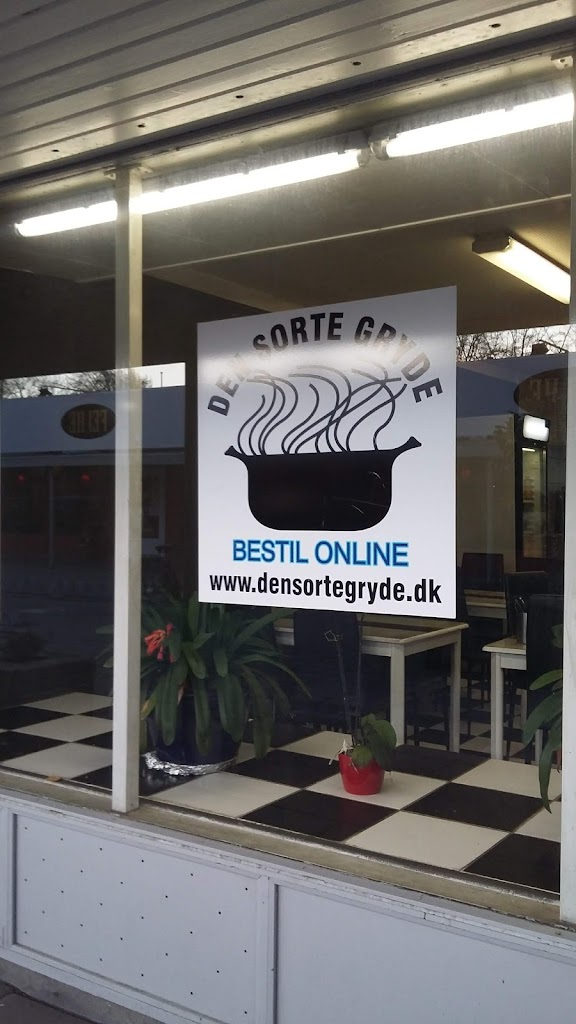 DEN SORTE GRYDE
BESTIL ONLINE
www.densortegryde.dk